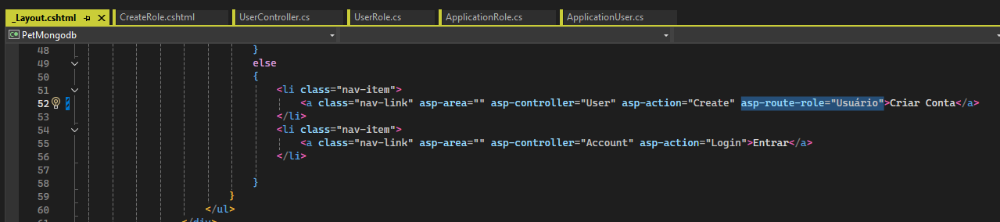 _Layout.cshtml CreateRole.cshtml UserController.cs UserRole.cs ApplicationRole.cs ApplicationUser.cs
C# PetMongodb
48 }
49 else
50 {
51 <li class="nav-item">
52 <a class="nav-link" asp-area="" asp-controller="User" asp-action="Create" asp-route-role="Usuário">Criar Conta</a>
53 </li>
54 <li class="nav-item">
55 <a class="nav-link" asp-area="" asp-controller="Account" asp-action="Login">Entrar</a>
56 </li>
57
58 }
59 }
60 </ul>
61 </div>